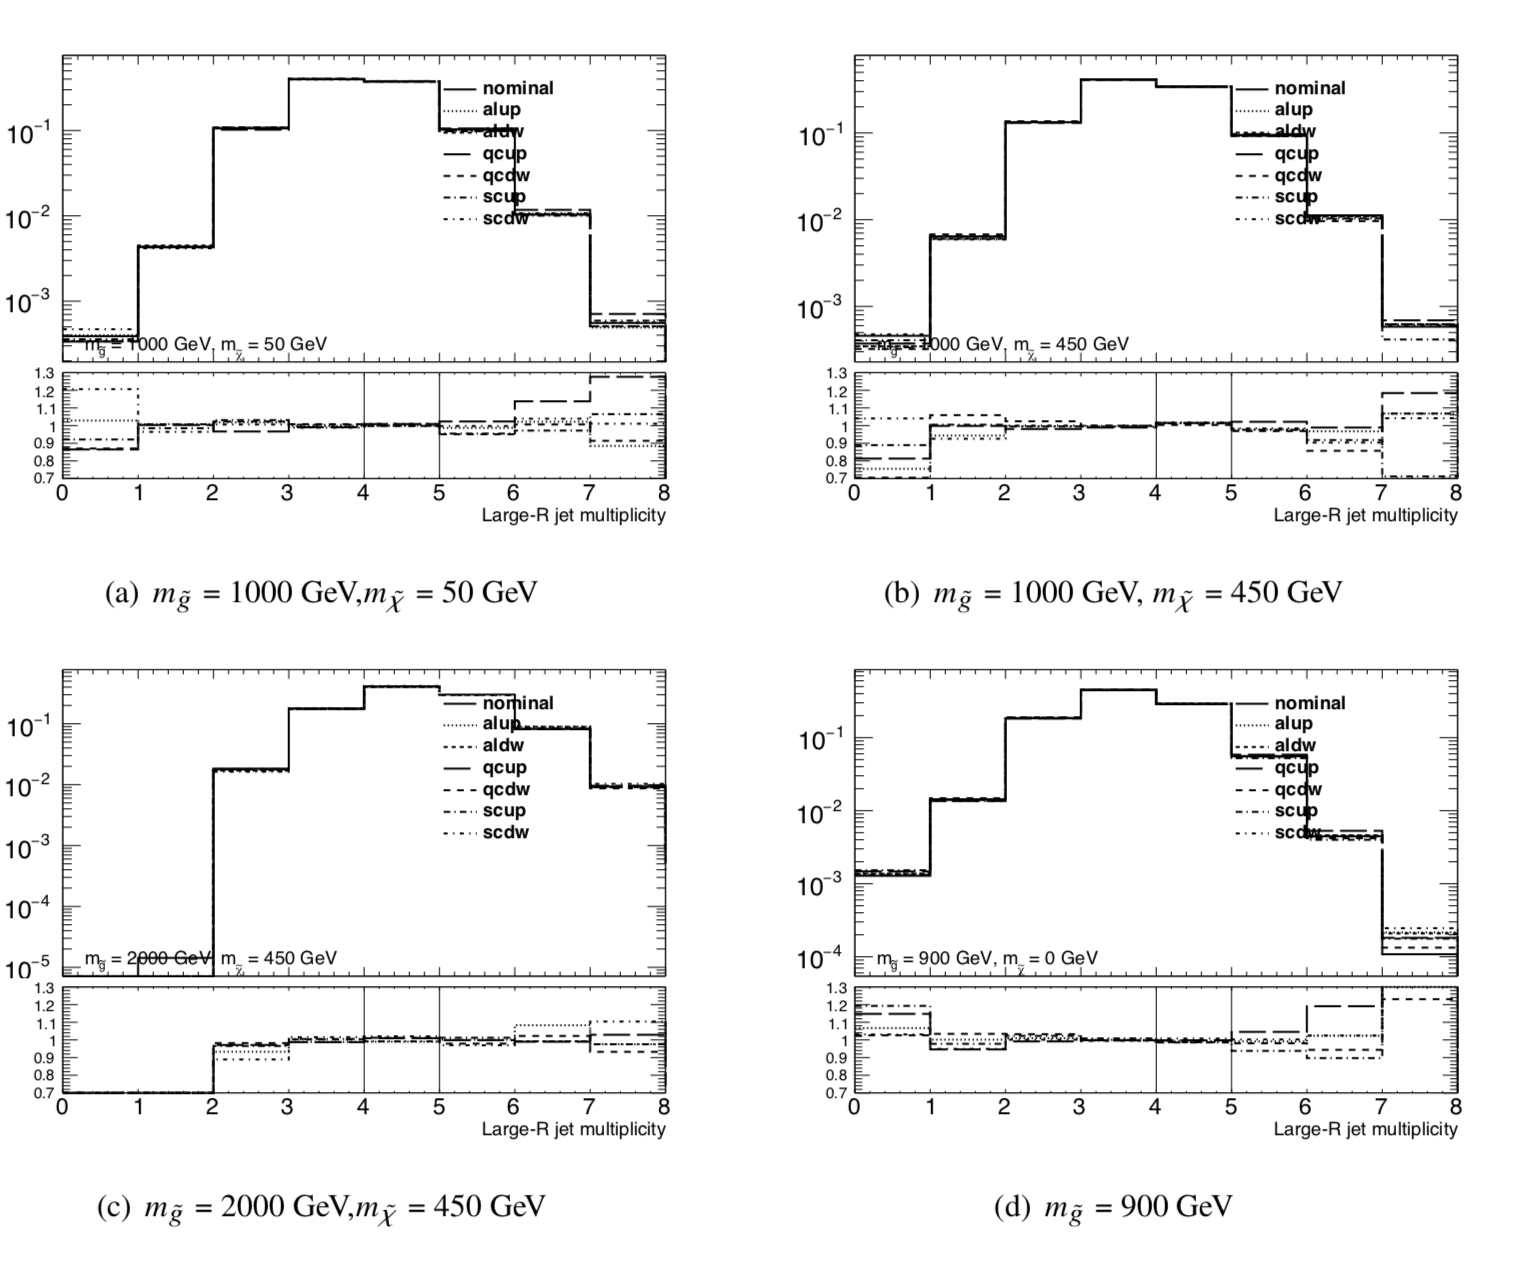 10⁻¹
10⁻²
10⁻³
nominal
alup
aldw
qcup
qcdw
scup
scdw
m_g̃ = 1000 GeV, m_χ̃ = 50 GeV
1.3
1.2
1.1
1
0.9
0.8
0.7
0 1 2 3 4 5 6 7 8
Large-R jet multiplicity
(a) m_g̃ = 1000 GeV,m_χ̃ = 50 GeV
10⁻¹
10⁻²
10⁻³
nominal
alup
aldw
qcup
qcdw
scup
scdw
m_g̃ = 1000 GeV, m_χ̃ = 450 GeV
1.3
1.2
1.1
1
0.9
0.8
0.7
0 1 2 3 4 5 6 7 8
Large-R jet multiplicity
(b) m_g̃ = 1000 GeV, m_χ̃ = 450 GeV
10⁻¹
10⁻²
10⁻³
10⁻⁴
10⁻⁵
nominal
alup
aldw
qcup
qcdw
scup
scdw
m_g̃ = 2000 GeV, m_χ̃ = 450 GeV
1.3
1.2
1.1
1
0.9
0.8
0.7
0 1 2 3 4 5 6 7 8
Large-R jet multiplicity
(c) m_g̃ = 2000 GeV,m_χ̃ = 450 GeV
10⁻¹
10⁻²
10⁻³
10⁻⁴
nominal
alup
aldw
qcup
qcdw
scup
scdw
m_g̃ = 900 GeV, m_χ̃ = 0 GeV
1.3
1.2
1.1
1
0.9
0.8
0.7
0 1 2 3 4 5 6 7 8
Large-R jet multiplicity
(d) m_g̃ = 900 GeV